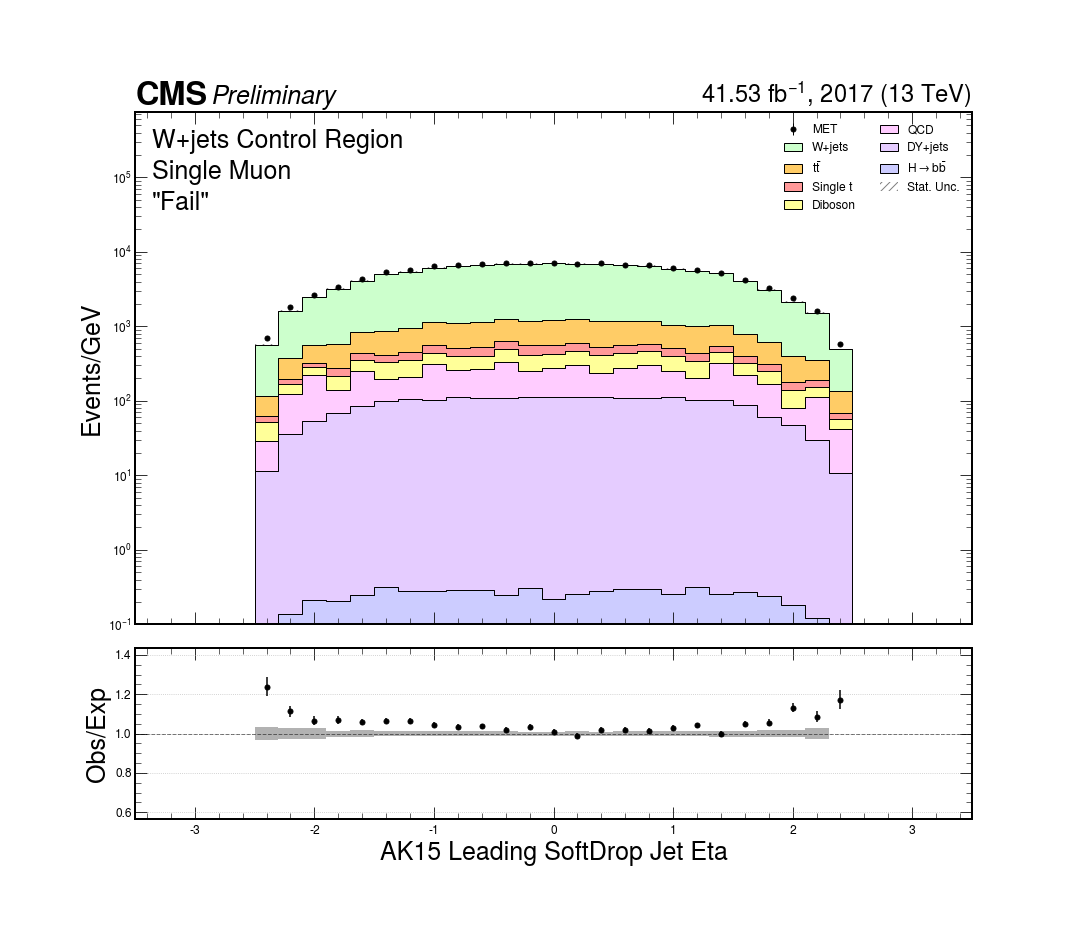 CMS Preliminary
41.53 fb⁻¹, 2017 (13 TeV)
W+jets Control Region
Single Muon
"Fail"
MET
W+jets
tt̄
Single t
Diboson
QCD
DY+jets
H→bb̄
Stat. Unc.
Events/GeV
10⁵
10⁴
10³
10²
10¹
10⁰
10⁻¹
Obs/Exp
1.4
1.2
1.0
0.8
0.6
-3 -2 -1 0 1 2 3
AK15 Leading SoftDrop Jet Eta